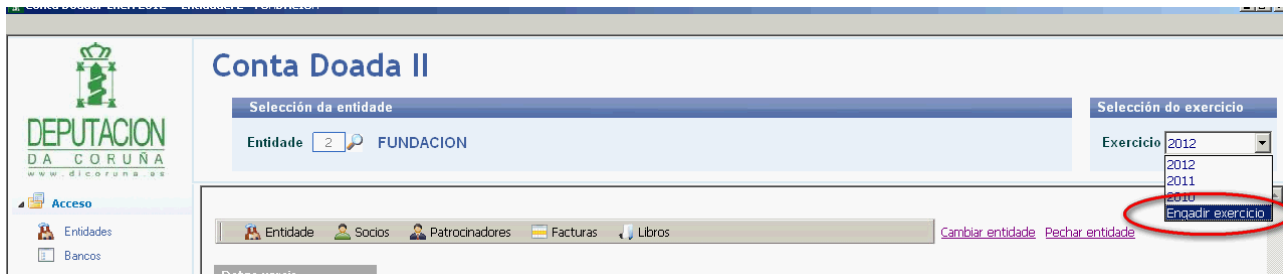 Conta Doada II
DEPUTACION
DA CORUÑA
www.dicoruna.es
Selección da entidade
Entidade 2 FUNDACION
Selección do exercicio
Exercicio 2012
2012
2011
2010
Engadir exercicio
Acceso
Entidades
Bancos
Entidade Socios Patrocinadores Facturas Libros
Cambiar entidade Pechar entidade